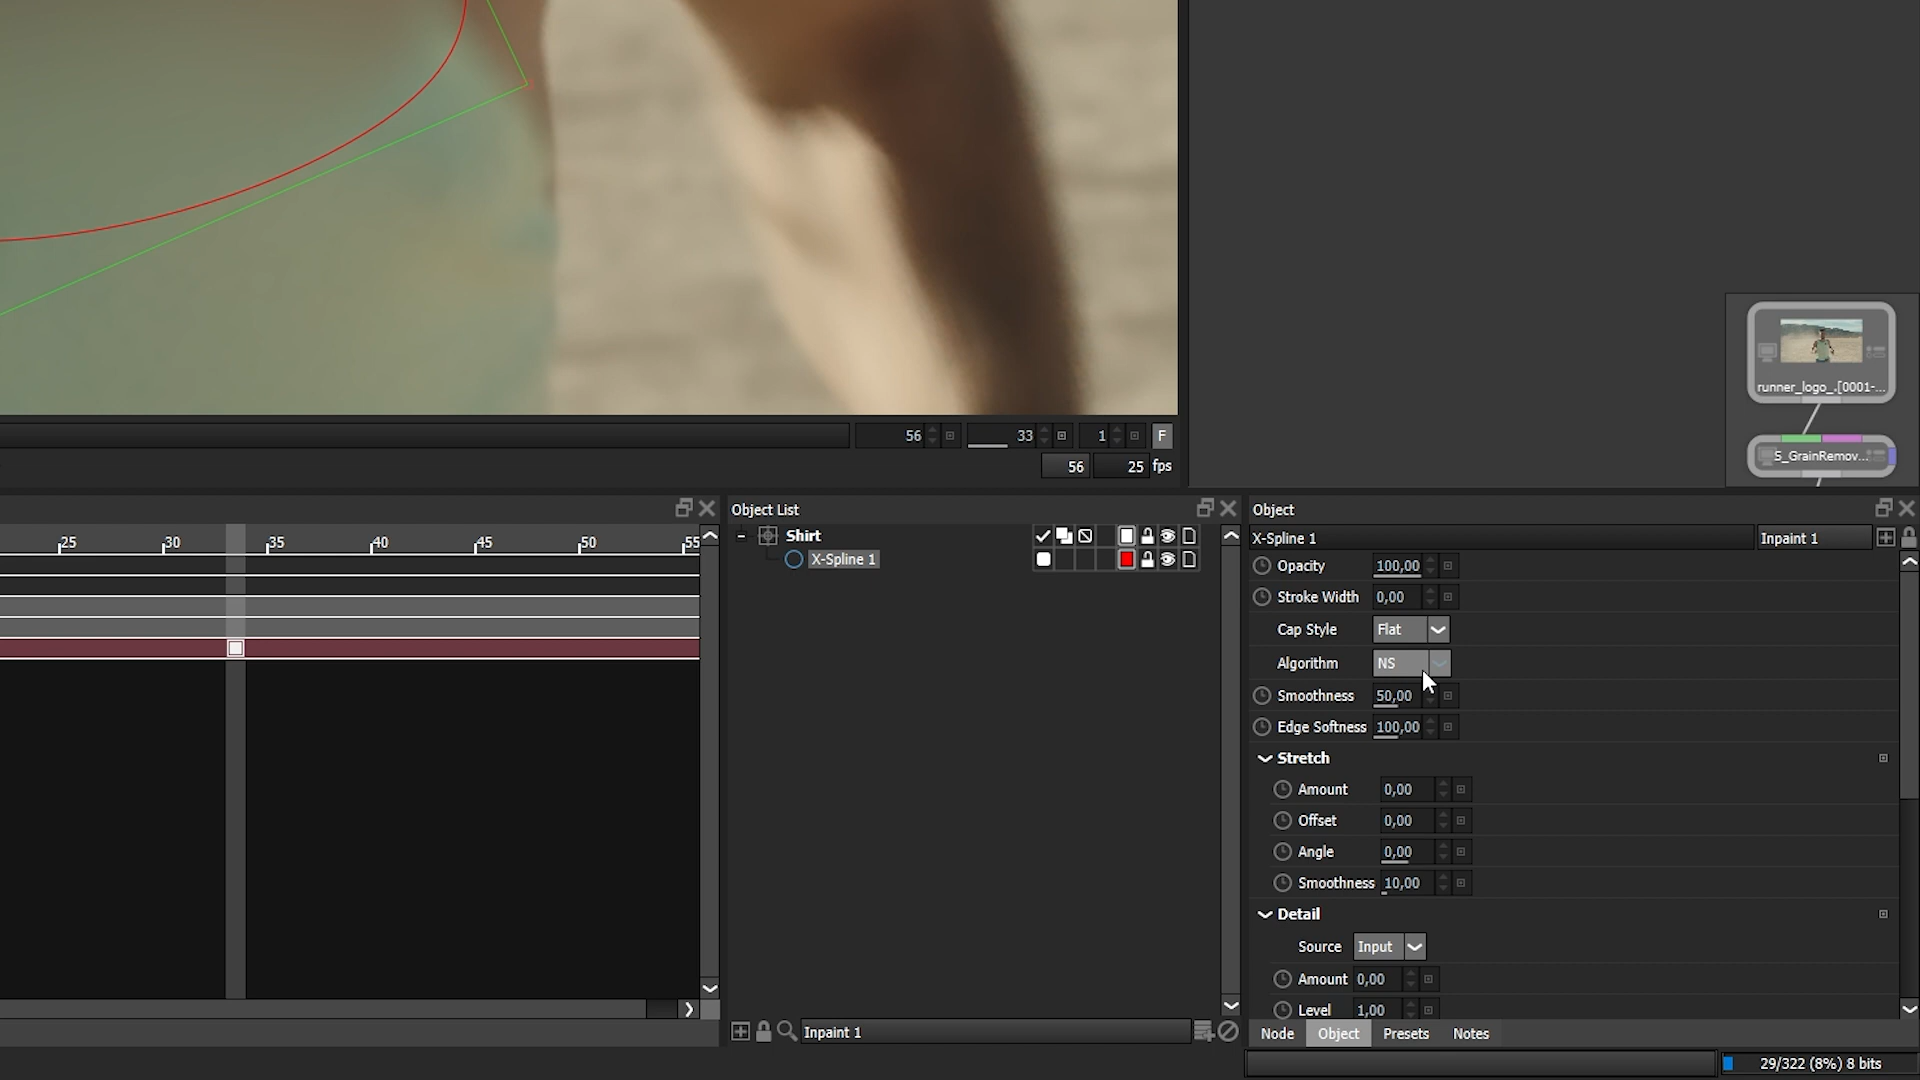 runner_logo_.[0001-...
S_GrainRemov...
56
33
1
F
56
25 fps
25
30
35
40
45
50
55
Object List
Shirt
X-Spline 1
Inpaint 1
Object
X-Spline 1
Inpaint 1
Opacity 100,00
Stroke Width 0,00
Cap Style Flat
Algorithm NS
Smoothness 50,00
Edge Softness 100,00
Stretch
Amount 0,00
Offset 0,00
Angle 0,00
Smoothness 10,00
Detail
Source Input
Amount 0,00
Level 1,00
Node Object Presets Notes
29/322 (8%) 8 bits